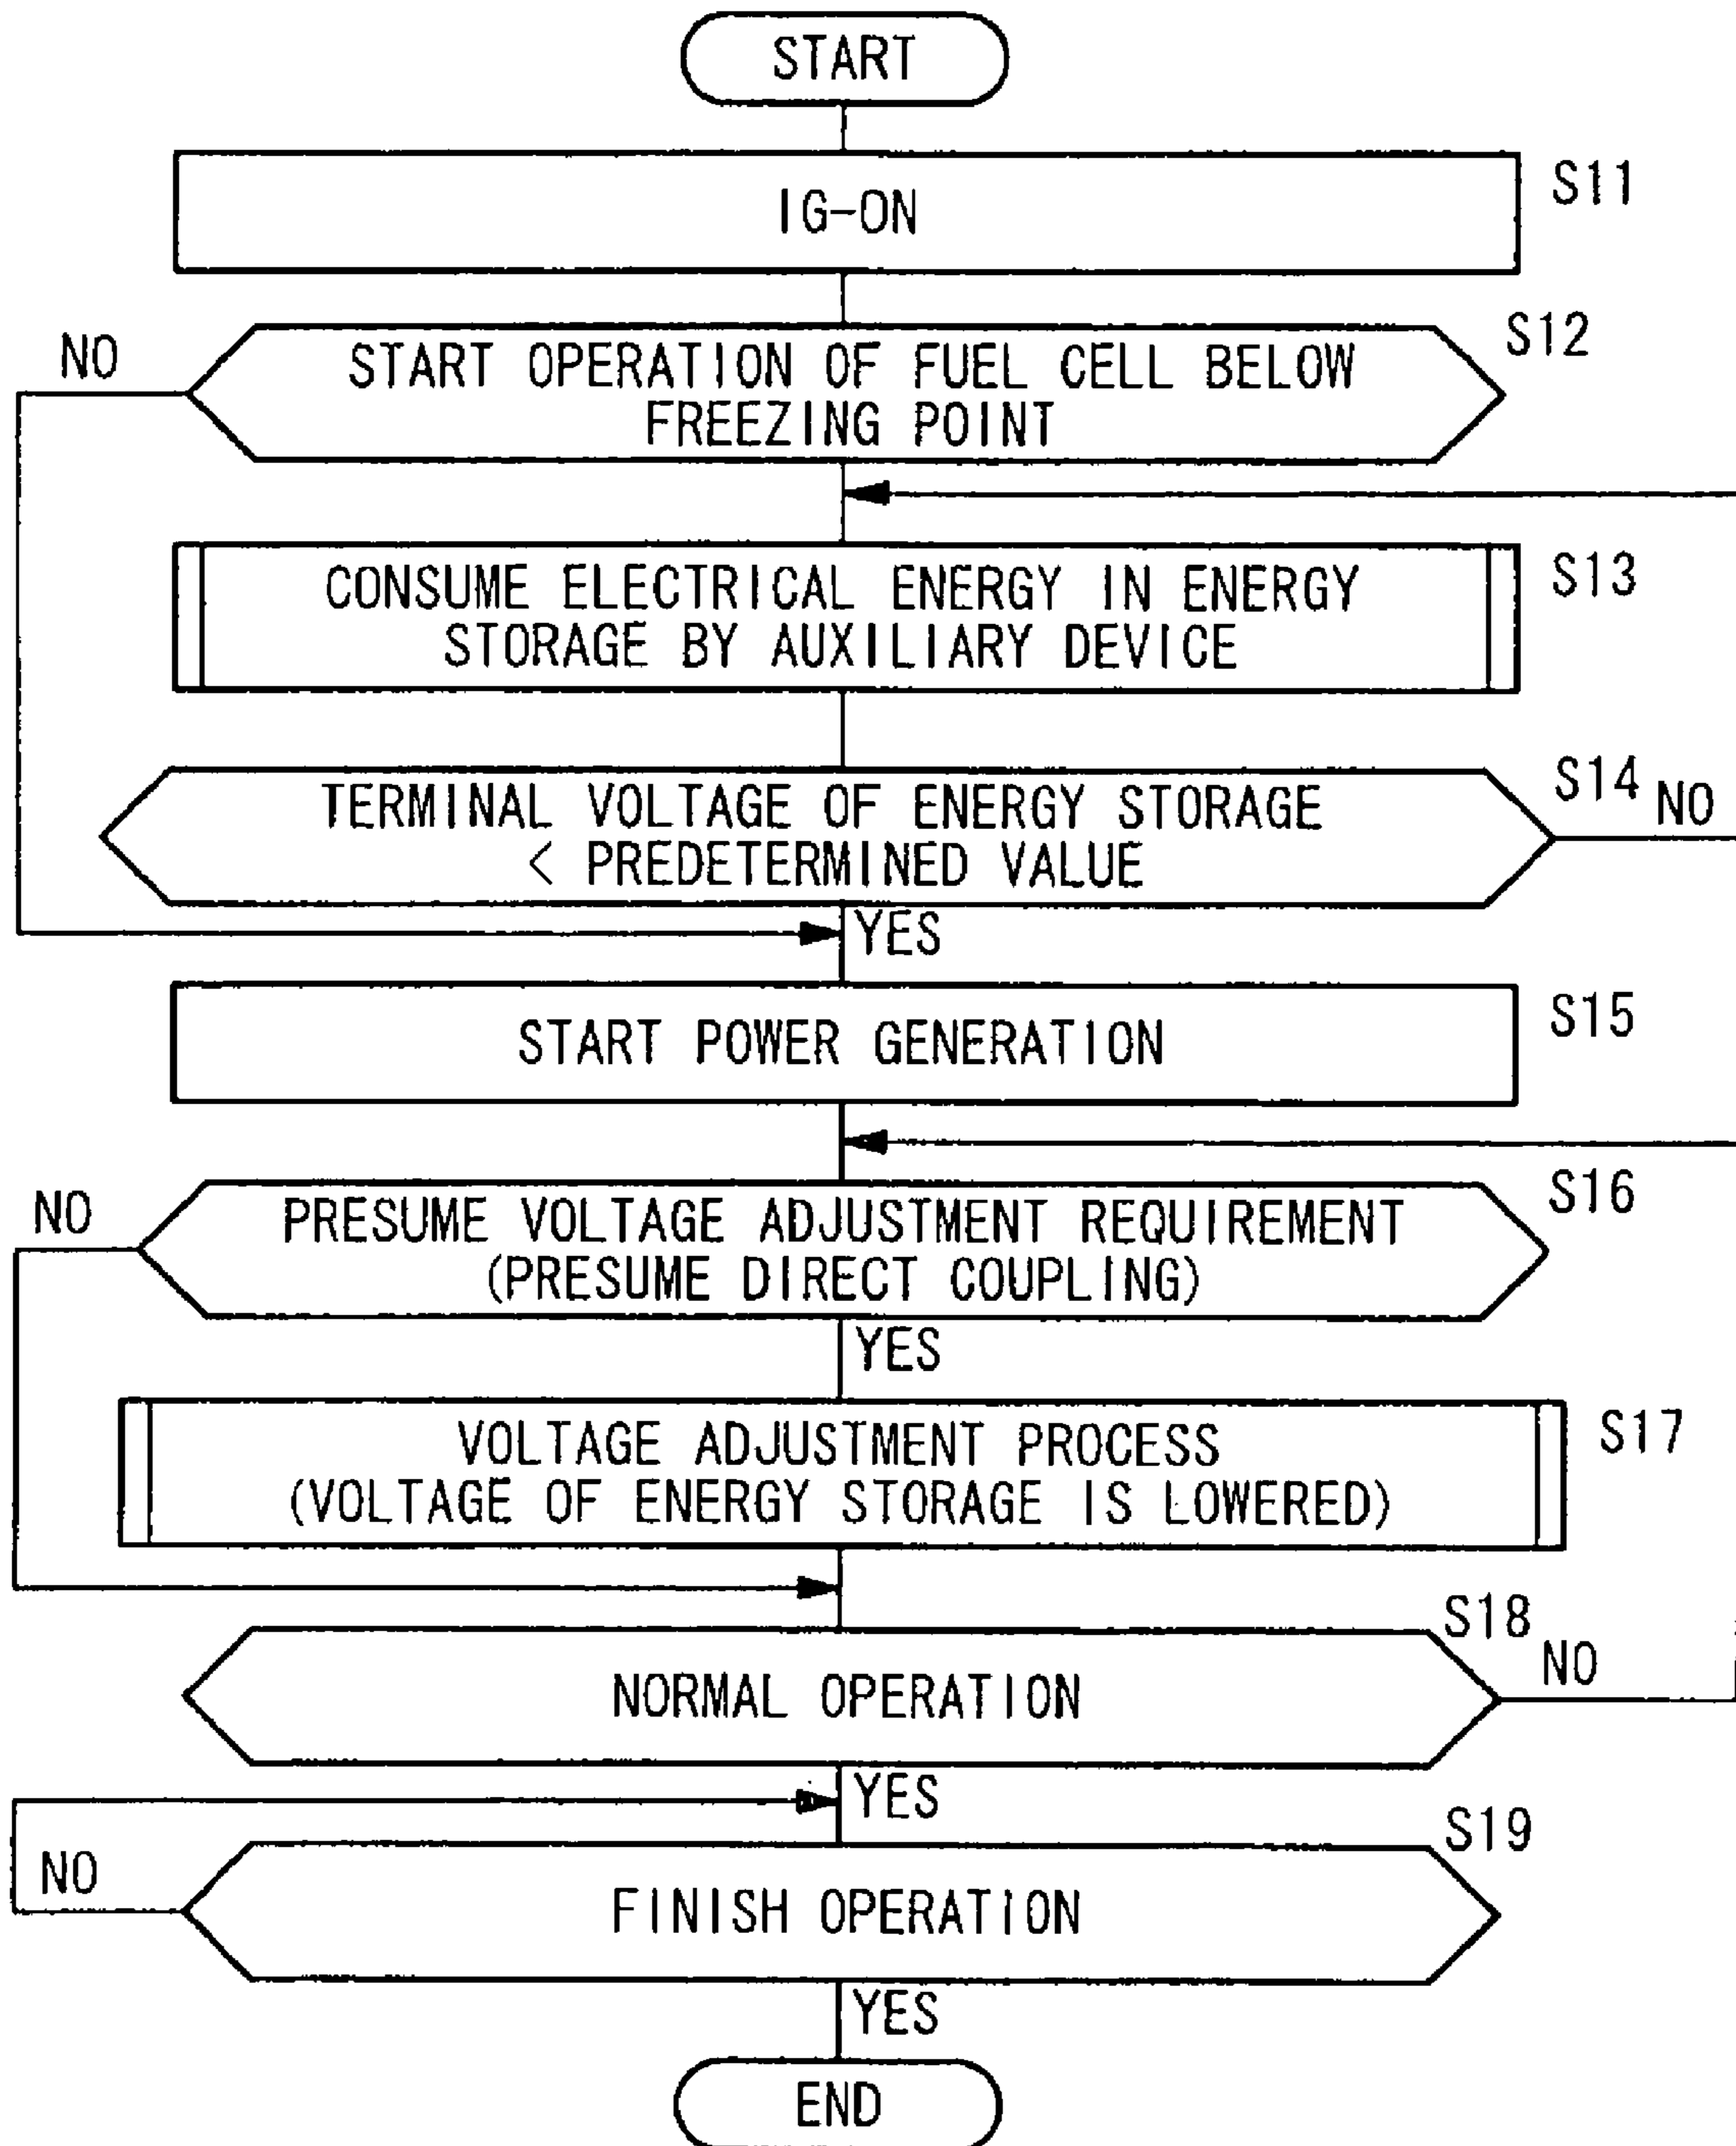 START
IG-ON
S11
NO
START OPERATION OF FUEL CELL BELOW
FREEZING POINT
S12
CONSUME ELECTRICAL ENERGY IN ENERGY
STORAGE BY AUXILIARY DEVICE
S13
TERMINAL VOLTAGE OF ENERGY STORAGE
< PREDETERMINED VALUE
S14
NO
YES
START POWER GENERATION
S15
NO
PRESUME VOLTAGE ADJUSTMENT REQUIREMENT
(PRESUME DIRECT COUPLING)
S16
YES
VOLTAGE ADJUSTMENT PROCESS
(VOLTAGE OF ENERGY STORAGE IS LOWERED)
S17
NORMAL OPERATION
S18
NO
YES
NO
FINISH OPERATION
S19
YES
END